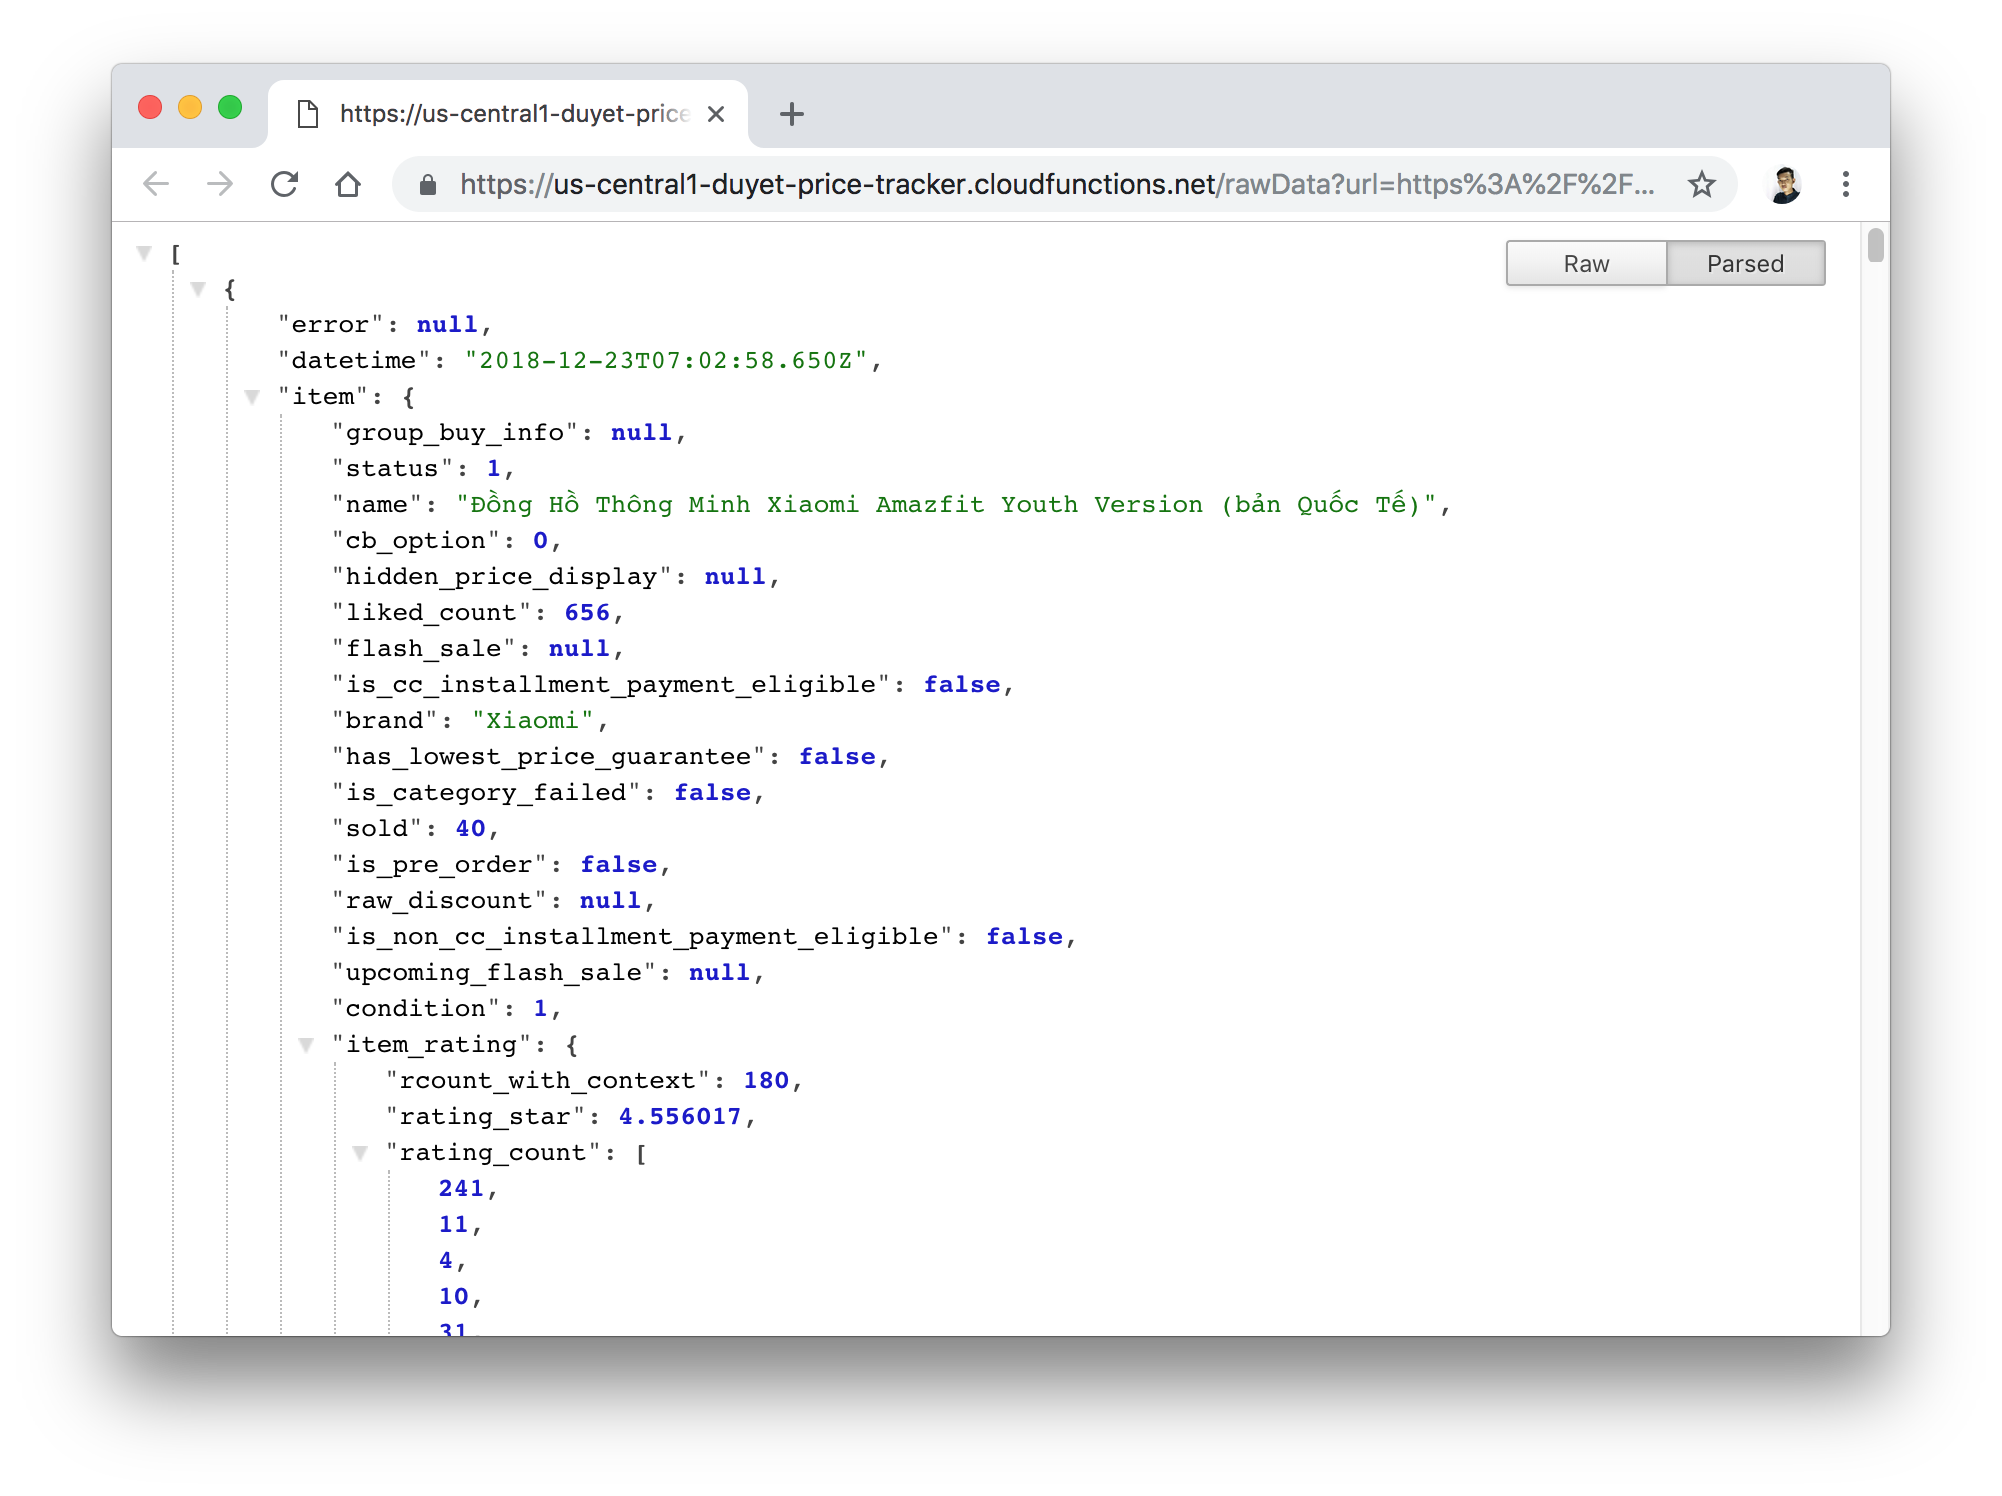 https://us-central1-duyet-price
https://us-central1-duyet-price-tracker.cloudfunctions.net/rawData?url=https%3A%2F%2F...
Raw Parsed
[
{
"error": null,
"datetime": "2018-12-23T07:02:58.650Z",
"item": {
"group_buy_info": null,
"status": 1,
"name": "Đồng Hồ Thông Minh Xiaomi Amazfit Youth Version (bản Quốc Tế)",
"cb_option": 0,
"hidden_price_display": null,
"liked_count": 656,
"flash_sale": null,
"is_cc_installment_payment_eligible": false,
"brand": "Xiaomi",
"has_lowest_price_guarantee": false,
"is_category_failed": false,
"sold": 40,
"is_pre_order": false,
"raw_discount": null,
"is_non_cc_installment_payment_eligible": false,
"upcoming_flash_sale": null,
"condition": 1,
"item_rating": {
"rcount_with_context": 180,
"rating_star": 4.556017,
"rating_count": [
241,
11,
4,
10,
31,